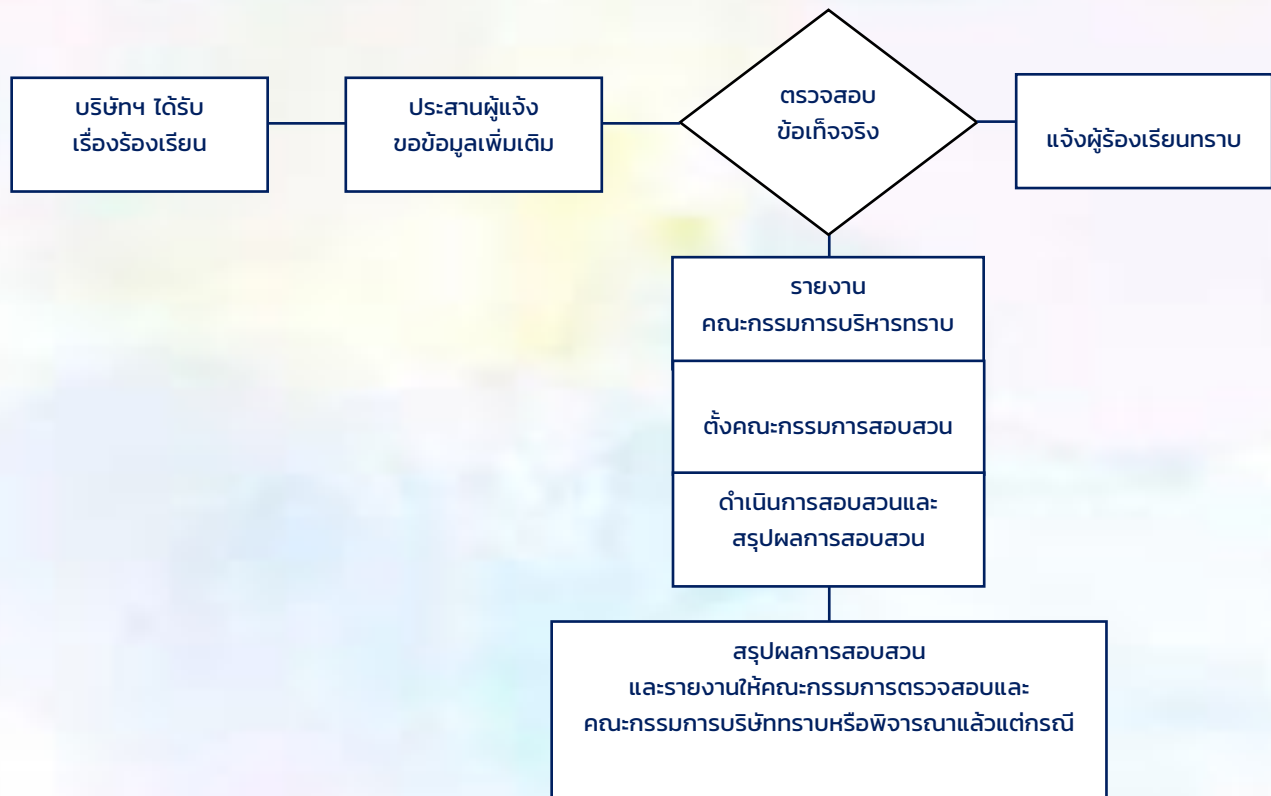 บริษัทฯ ได้รับ
เรื่องร้องเรียน
ประสานผู้แจ้ง
ขอข้อมูลเพิ่มเติม
ตรวจสอบ
ข้อเท็จจริง
แจ้งผู้ร้องเรียนทราบ
รายงาน
คณะกรรมการบริหารทราบ
ตั้งคณะกรรมการสอบสวน
ดำเนินการสอบสวนและ
สรุปผลการสอบสวน
สรุปผลการสอบสวน
และรายงานให้คณะกรรมการตรวจสอบและ
คณะกรรมการบริษัททราบหรือพิจารณาแล้วแต่กรณี